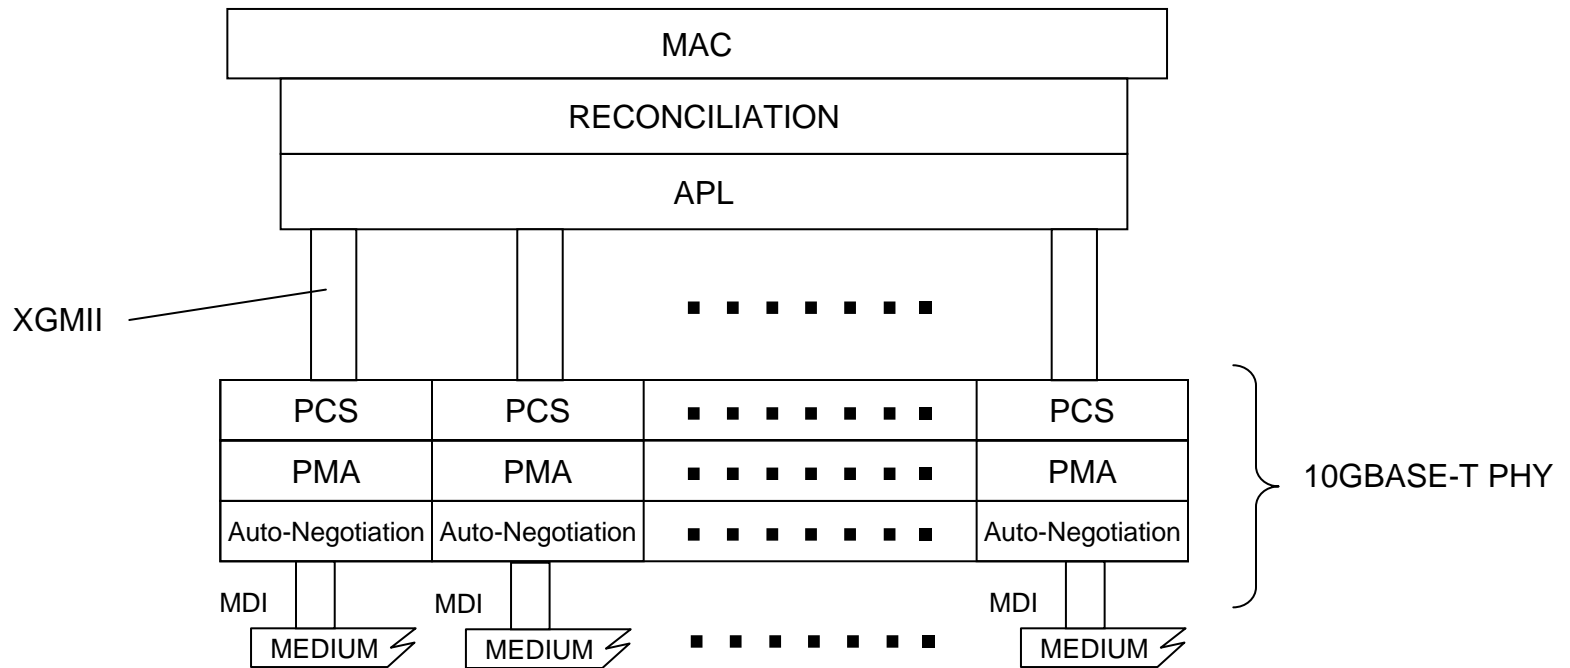 MAC
RECONCILIATION
APL
XGMII
PCS PCS PCS
PMA PMA PMA
10GBASE-T PHY
Auto-Negotiation Auto-Negotiation Auto-Negotiation
MDI MDI MDI
MEDIUM MEDIUM MEDIUM